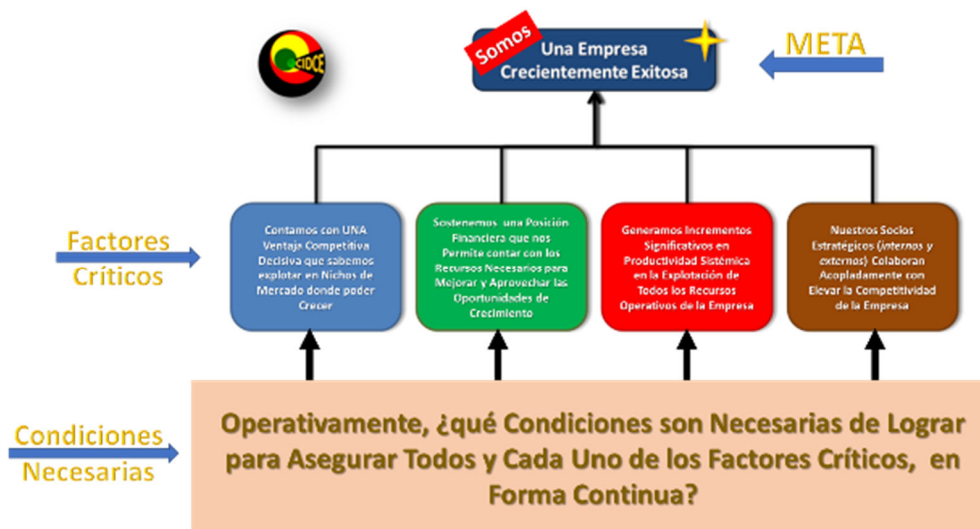 CIDCE
Somos
Una Empresa
Crecientemente Exitosa
META
Factores
Críticos
Contamos con UNA
Ventaja Competitiva
Decisiva que sabemos
explotar en Nichos de
Mercado donde poder
Crecer
Sostenemos una Posición
Financiera que nos
Permite contar con los
Recursos Necesarios para
Mejorar y Aprovechar las
Oportunidades de
Crecimiento
Generamos Incrementos
Significativos en
Productividad Sistémica
en la Explotación de
Todos los Recursos
Operativos de la Empresa
Nuestros Socios
Estratégicos (internos y
externos) Colaboran
Acopladamente con
Elevar la Competitividad
de la Empresa
Condiciones
Necesarias
Operativamente, ¿qué Condiciones son Necesarias de Lograr
para Asegurar Todos y Cada Uno de los Factores Críticos, en
Forma Continua?